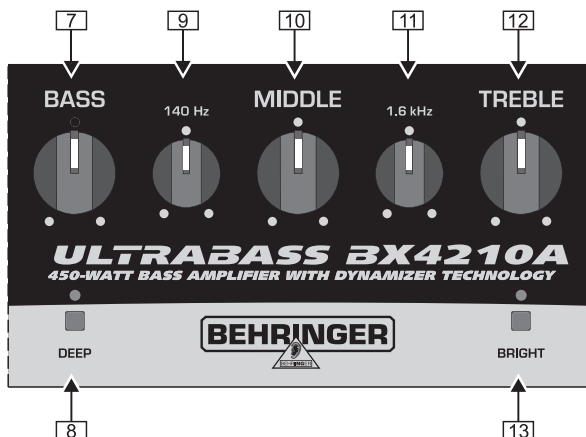 7 9 10 11 12
BASS MIDDLE TREBLE
140 Hz 1.6 kHz
ULTRABASS BX4210A
450-WATT BASS AMPLIFIER WITH DYNAMIZER TECHNOLOGY
BEHRINGER
BEHRINGER
DEEP BRIGHT
8 13